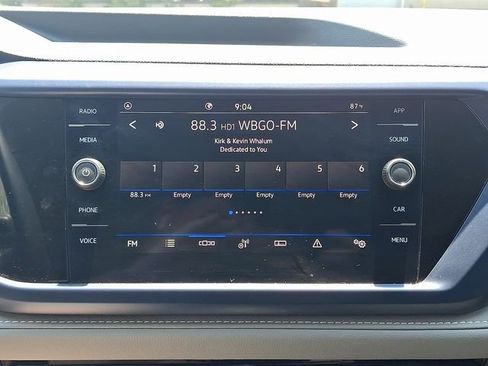 RADIO
MEDIA
PHONE
VOICE
9:04
87°F
88.3 HD1 WBGO-FM
Kirk & Kevin Whalum
Dedicated to You
1 2 3 4 5 6
88.3 FM Empty Empty Empty Empty Empty
FM
APP
SOUND
CAR
MENU